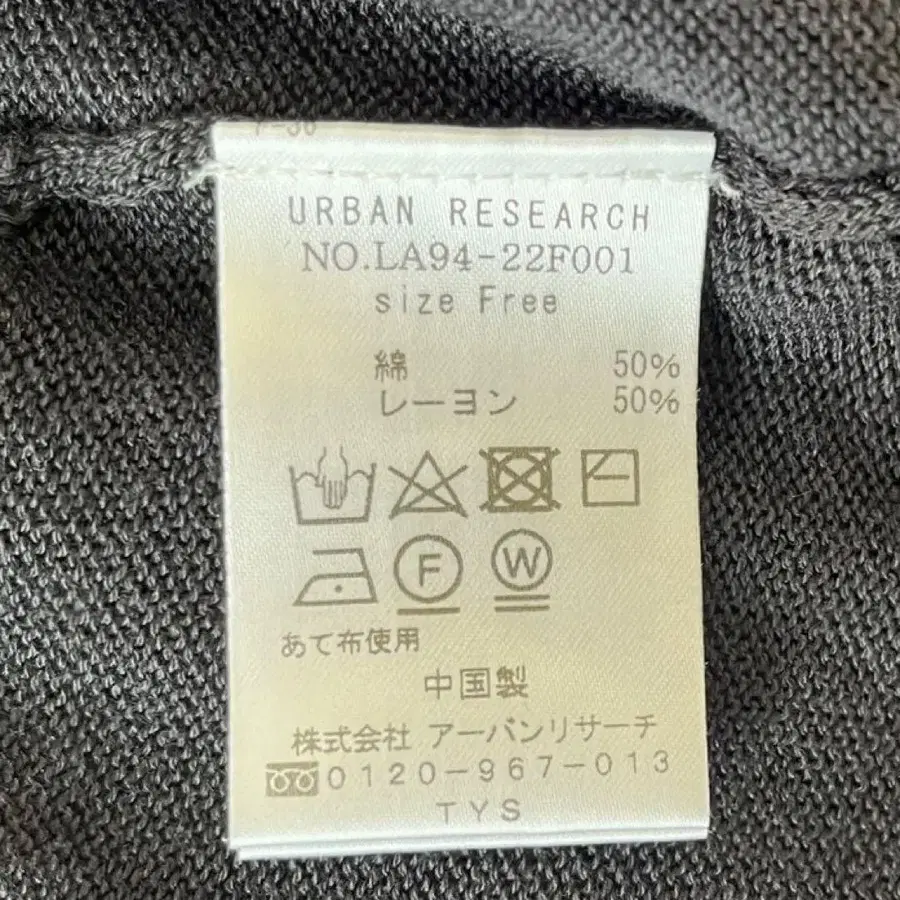 URBAN RESEARCH
NO.LA94-22F001
size Free
綿 50%
レーヨン 50%
F W
あて布使用
中国製
株式会社 アーバンリサーチ
0120-967-013
TYS